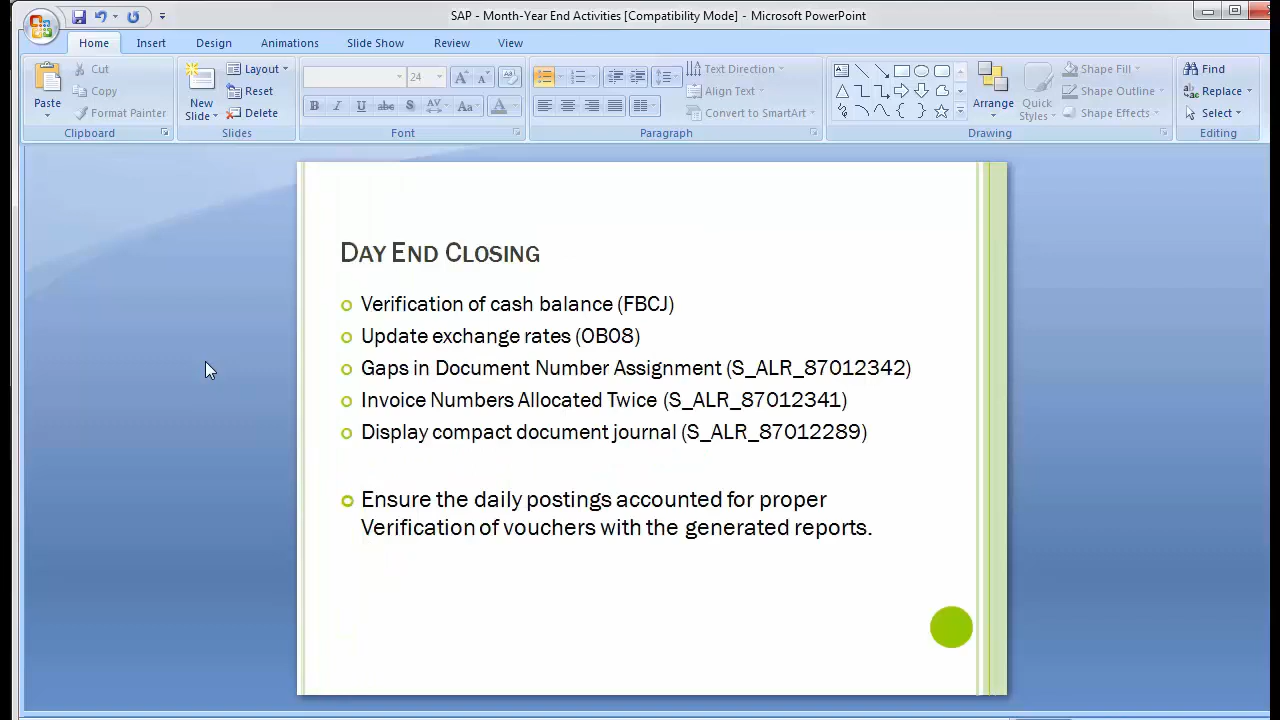 SAP - Month-Year End Activities [Compatibility Mode] - Microsoft PowerPoint
Home Insert Design Animations Slide Show Review View
Paste
Cut
Copy
Format Painter
Clipboard
New
Slide
Layout
Reset
Delete
Slides
24
B I U abc S AV Aa A
Font
Text Direction
Align Text
Convert to SmartArt
Paragraph
Arrange
Quick
Styles
Shape Fill
Shape Outline
Shape Effects
Drawing
Find
Replace
Select
Editing
DAY END CLOSING
Verification of cash balance (FBCJ)
Update exchange rates (OB08)
Gaps in Document Number Assignment (S_ALR_87012342)
Invoice Numbers Allocated Twice (S_ALR_87012341)
Display compact document journal (S_ALR_87012289)
Ensure the daily postings accounted for proper
Verification of vouchers with the generated reports.